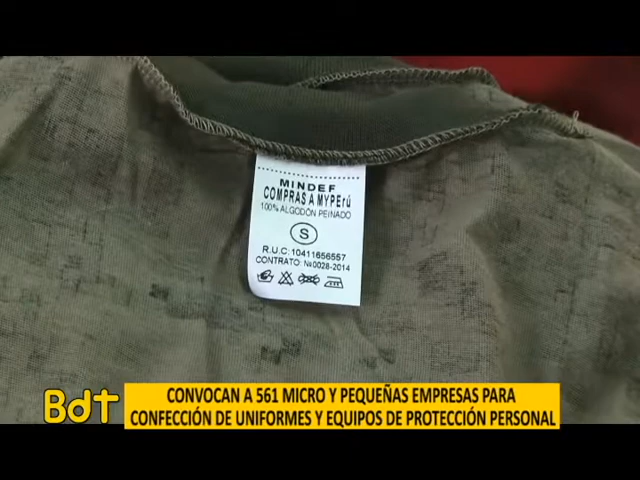 MINDEF
COMPRAS A MYPErú
100% ALGODÓN PEINADO
S
R.U.C. 10411656557
CONTRATO: Nº0028-2014
BdT
CONVOCAN A 561 MICRO Y PEQUEÑAS EMPRESAS PARA
CONFECCIÓN DE UNIFORMES Y EQUIPOS DE PROTECCIÓN PERSONAL